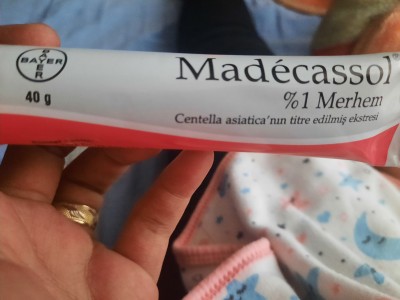 BAYER
BAYER
40 g
Madécassol®
%1 Merhem
Centella asiatica'nın titre edilmiş ekstresi